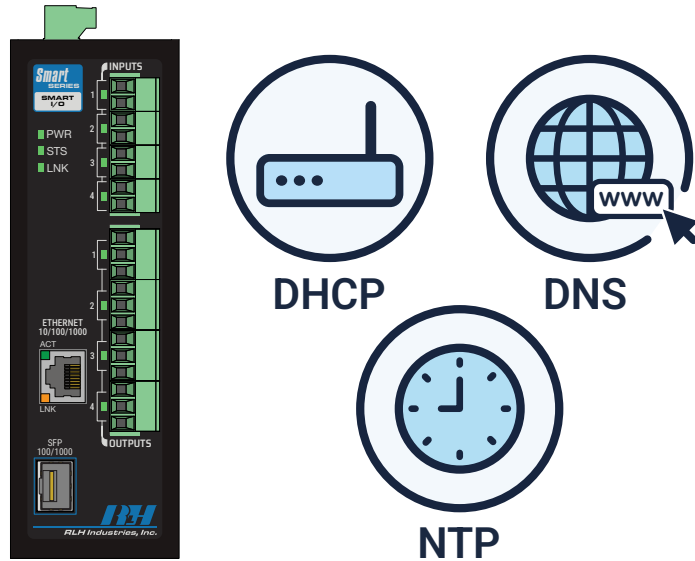 INPUTS
Smart
SERIES
SMART
I/O
1
2
3
4
PWR
STS
LNK
1
2
3
4
ETHERNET
10/100/1000
ACT
LNK
OUTPUTS
SFP
100/1000
RLH
RLH Industries, Inc.
DHCP
www
DNS
NTP